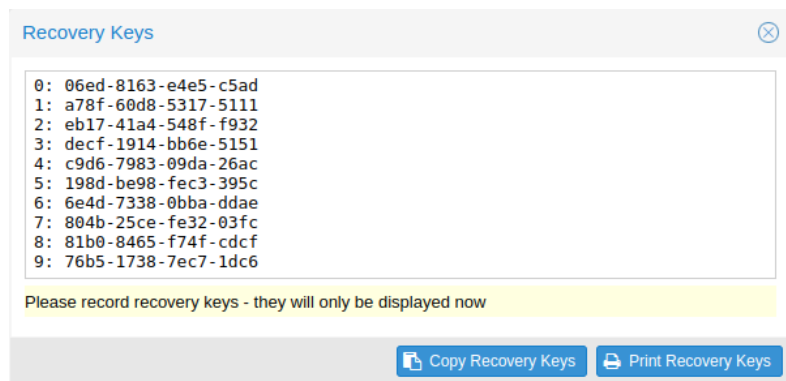 Recovery Keys
0: 06ed-8163-e4e5-c5ad
1: a78f-60d8-5317-5111
2: eb17-41a4-548f-f932
3: decf-1914-bb6e-5151
4: c9d6-7983-09da-26ac
5: 198d-be98-fec3-395c
6: 6e4d-7338-0bba-ddae
7: 804b-25ce-fe32-03fc
8: 81b0-8465-f74f-cdcf
9: 76b5-1738-7ec7-1dc6
Please record recovery keys - they will only be displayed now
Copy Recovery Keys
Print Recovery Keys